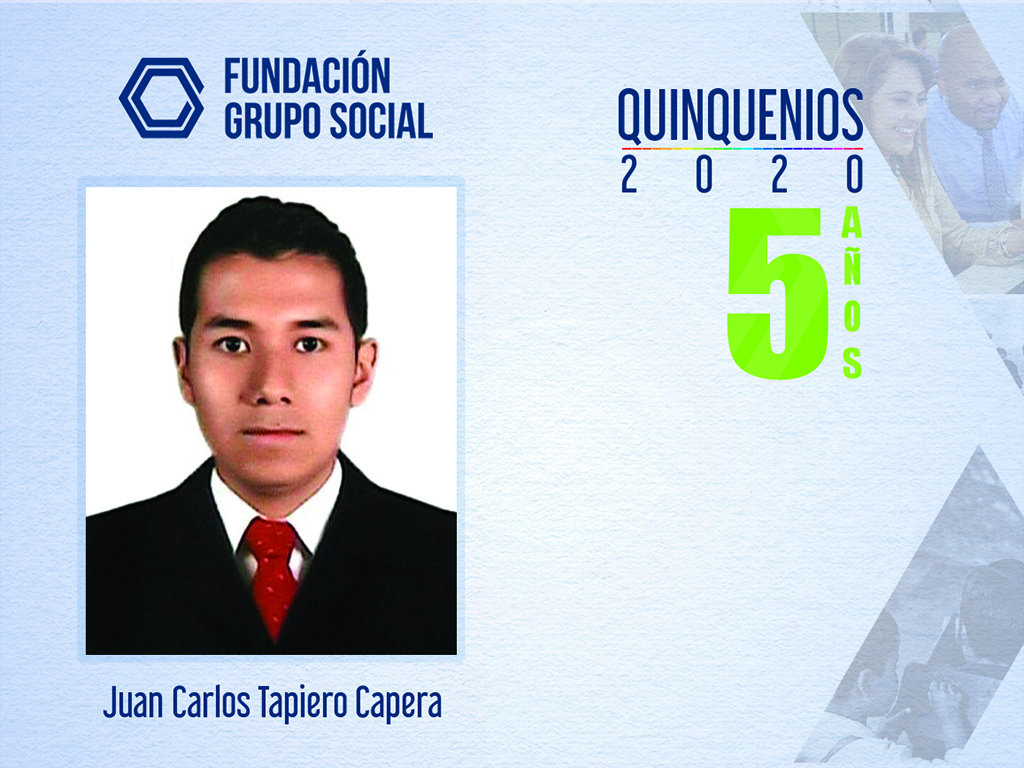 FUNDACIÓN
GRUPO SOCIAL
QUINQUENIOS
2020
5 AÑOS
Juan Carlos Tapiero Capera